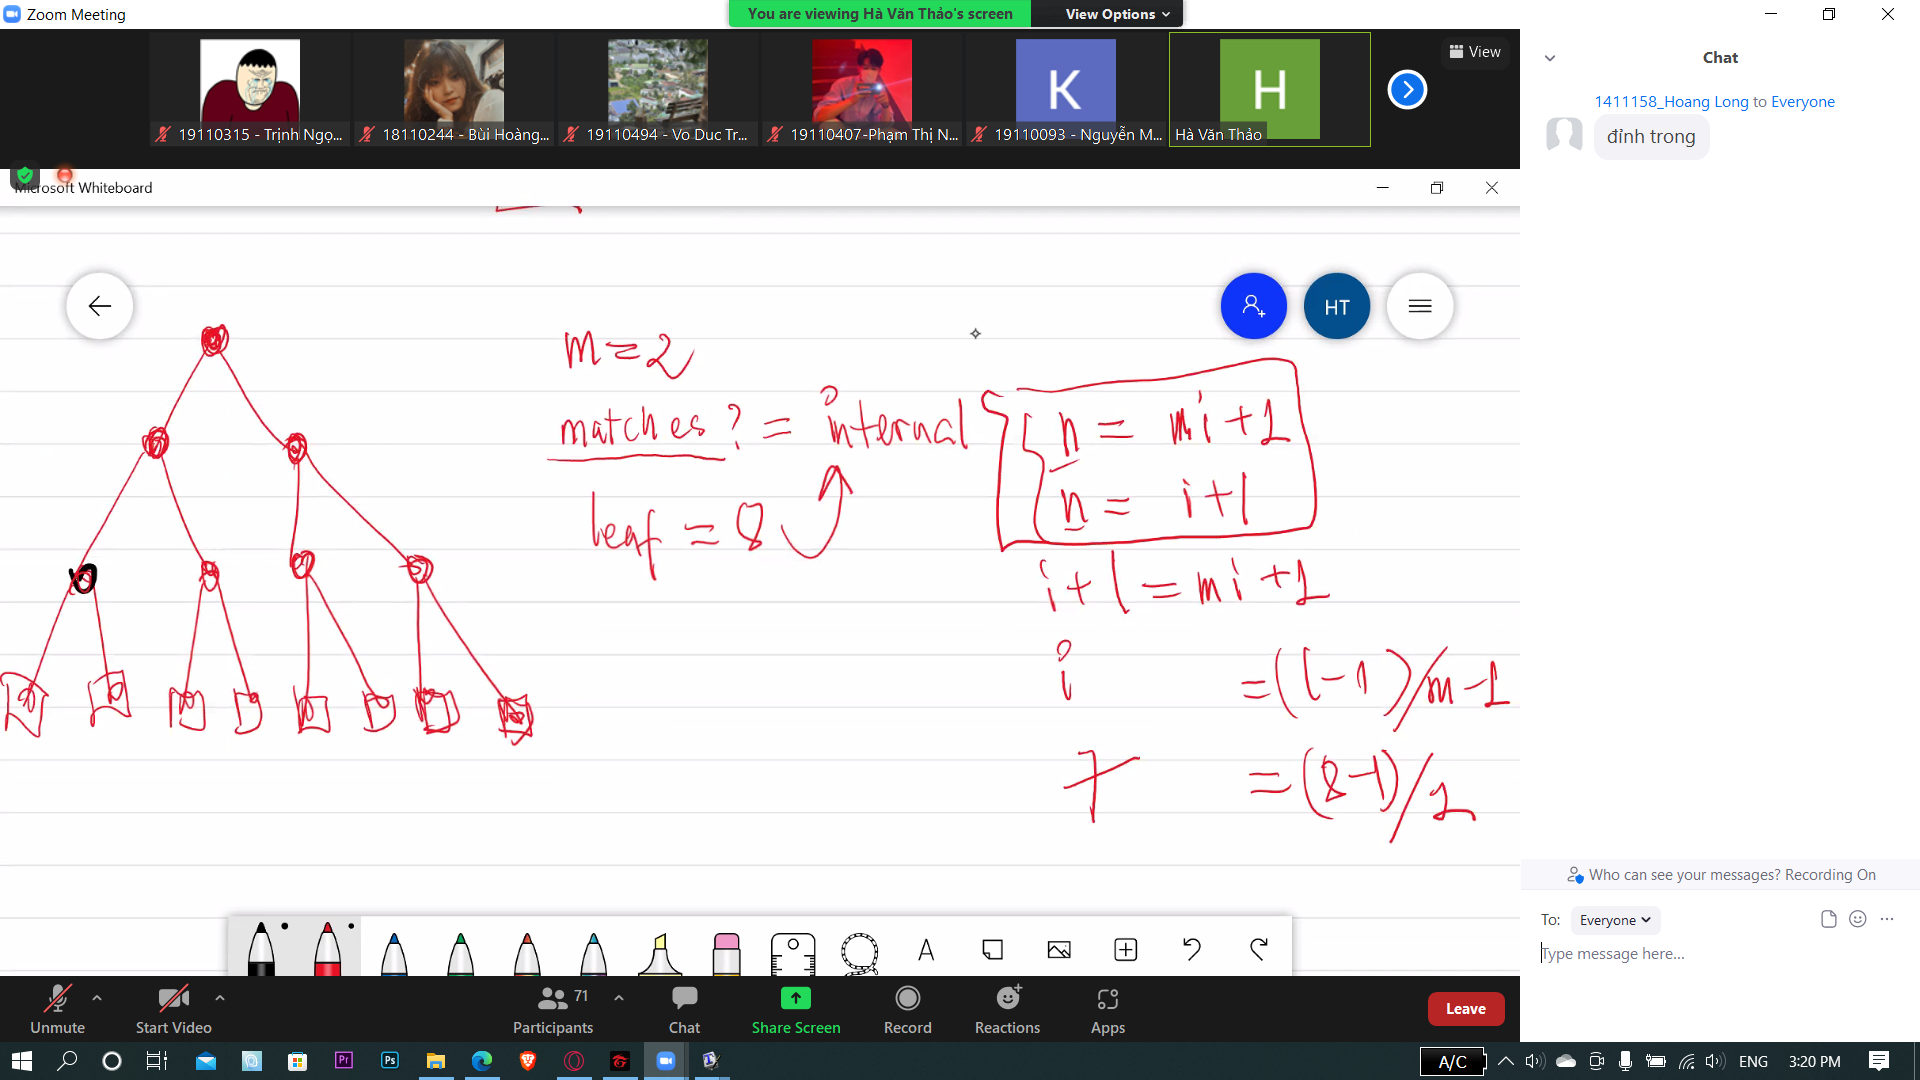 Zoom Meeting
You are viewing Hà Văn Thảo's screen
View Options
19110315 - Trịnh Ngọ...
18110244 - Bùi Hoàng...
19110494 - Vo Duc Tr...
19110407-Phạm Thị N...
K
19110093 - Nguyễn M...
H
Hà Văn Thảo
View
Chat
1411158_Hoang Long to Everyone
đỉnh trong
Microsoft Whiteboard
HT
m = 2
matches? = internal
leaf = 8
n = mi + 1
n = i + l
i + l = mi + 1
i = (l - 1) / m - 1
7 = (8 - 1) / 1
Who can see your messages? Recording On
To: Everyone
Type message here...
A
Unmute
Start Video
71
Participants
Chat
Share Screen
Record
Reactions
Apps
Leave
Pr
Ps
A/C
ENG
3:20 PM